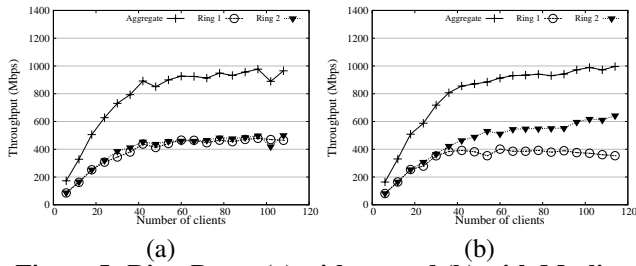 Aggregate Ring 1 Ring 2
1400
1200
1000
800
600
400
200
0
Throughput (Mbps)
0 20 40 60 80 100 120
Number of clients
(a)
Aggregate Ring 1 Ring 2
1400
1200
1000
800
600
400
200
0
Throughput (Mbps)
0 20 40 60 80 100 120
Number of clients
(b)